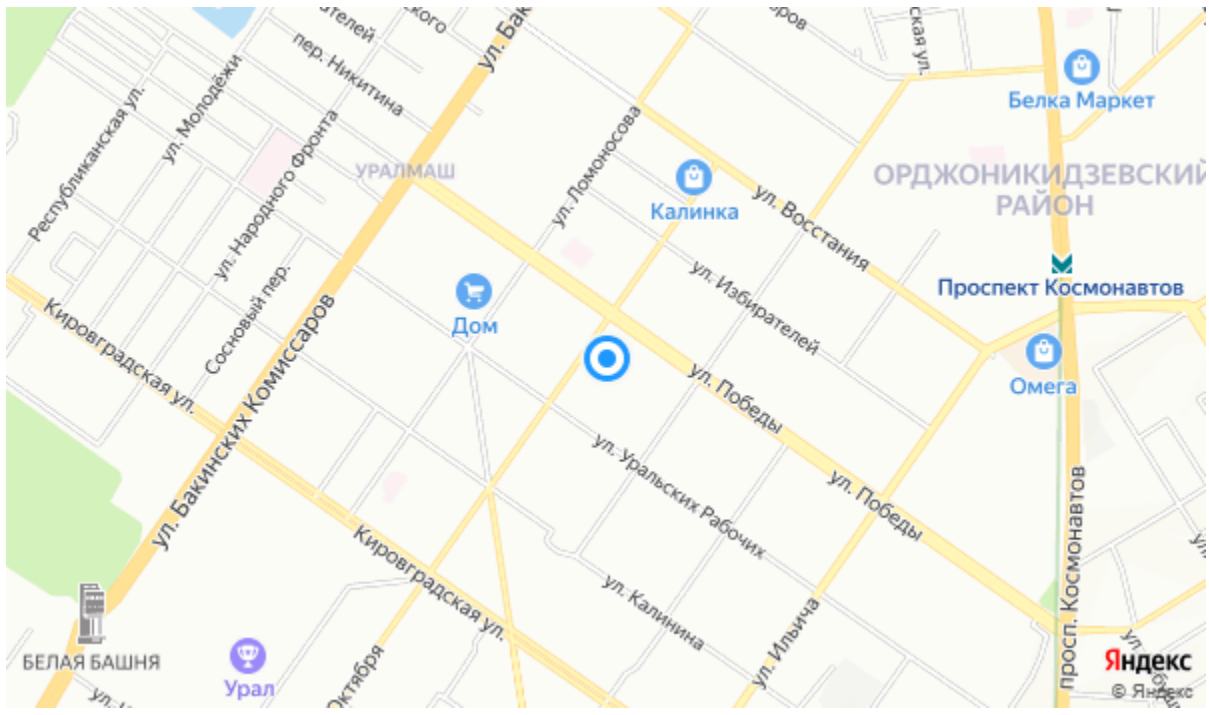 ул. Молодёжи
пер. Никитина
ул. Ба
Белка Маркет
Республиканская ул.
ул. Народного Фронта
УРАЛМАШ
ул. Ломоносова
Калинка
ул. Восстания
ОРДЖОНИКИДЗЕВСКИЙ
РАЙОН
Сосновый пер.
Дом
ул. Избирателей
Проспект Космонавтов
Омега
Кировградская ул.
ул. Бакинских Комиссаров
ул. Победы
ул. Уральских Рабочих
ул. Победы
просп. Космонавтов
Кировградская ул.
ул. Калинина
ул. Ильича
БЕЛАЯ БАШНЯ
Урал
Октября
Яндекс
© Яндекс